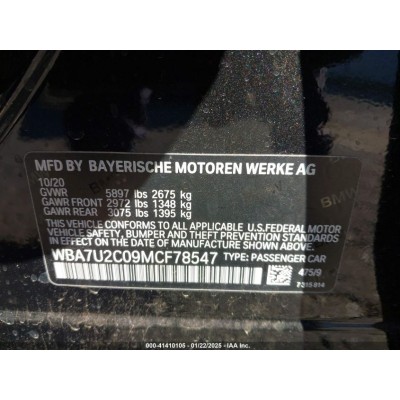 MFD BY BAYERISCHE MOTOREN WERKE AG
10/20
GVWR 5897 lbs 2675 kg
GAWR FRONT 2972 lbs 1348 kg
GAWR REAR 3075 lbs 1395 kg
THIS VEHICLE CONFORMS TO ALL APPLICABLE U.S.FEDERAL MOTOR
VEHICLE SAFETY, BUMPER AND THEFT PREVENTION STANDARDS
IN EFFECT ON THE DATE OF MANUFACTURE SHOWN ABOVE.
WBA7U2C09MCF78547 TYPE: PASSENGER CAR
475/9
000-41410105 - 01/22/2025 - IAA Inc.